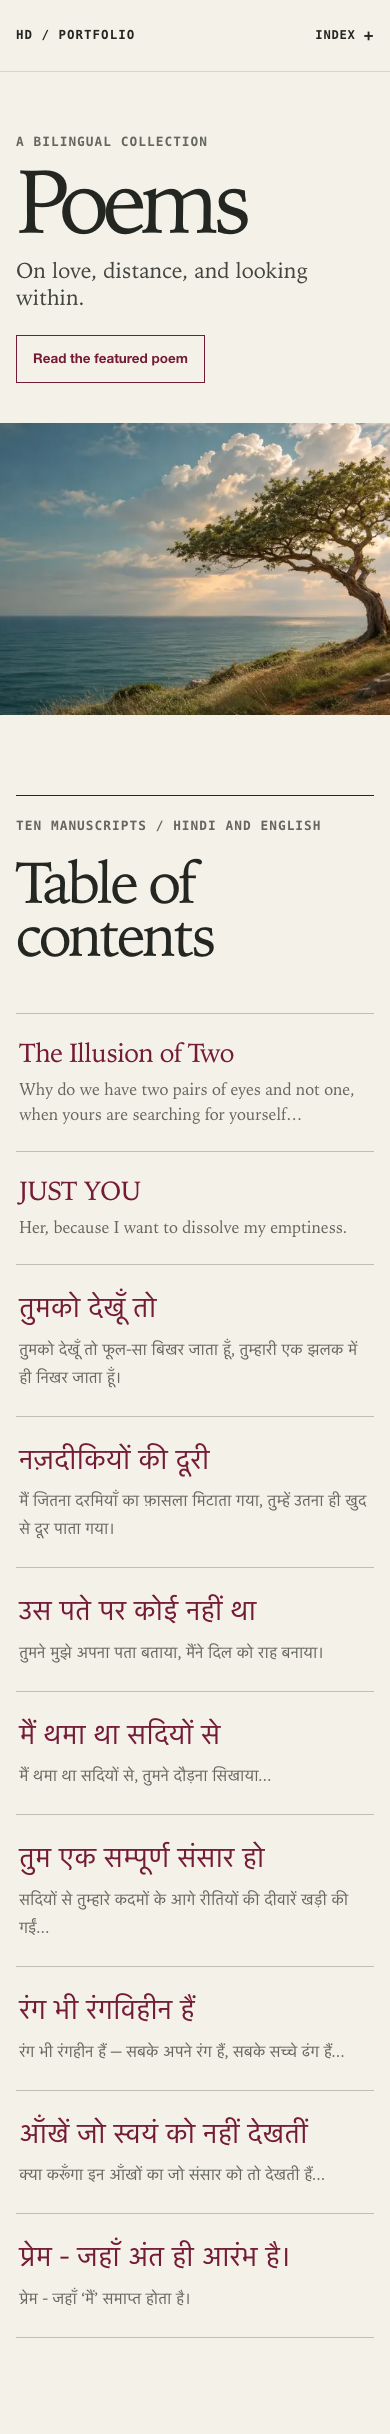 HD / PORTFOLIO
INDEX +
A BILINGUAL COLLECTION
Poems
On love, distance, and looking
within.
Read the featured poem
TEN MANUSCRIPTS / HINDI AND ENGLISH
Table of
contents
The Illusion of Two
Why do we have two pairs of eyes and not one,
when yours are searching for yourself…
JUST YOU
Her, because I want to dissolve my emptiness.
तुमको देखूँ तो
तुमको देखूँ तो फूल-सा बिखर जाता हूँ, तुम्हारी एक झलक में
ही निखर जाता हूँ।
नज़दीकियों की दूरी
मैं जितना दरमियाँ का फ़ासला मिटाता गया, तुम्हें उतना ही खुद
से दूर पाता गया।
उस पते पर कोई नहीं था
तुमने मुझे अपना पता बताया, मैंने दिल को राह बनाया।
मैं थमा था सदियों से
मैं थमा था सदियों से, तुमने दौड़ना सिखाया…
तुम एक सम्पूर्ण संसार हो
सदियों से तुम्हारे कदमों के आगे रीतियों की दीवारें खड़ी की
गईं…
रंग भी रंगविहीन हैं
रंग भी रंगहीन हैं — सबके अपने रंग हैं, सबके सच्चे ढंग हैं…
आँखें जो स्वयं को नहीं देखतीं
क्या करूँगा इन आँखों का जो संसार को तो देखती हैं…
प्रेम - जहाँ अंत ही आरंभ है।
प्रेम - जहाँ ‘मैं’ समाप्त होता है।